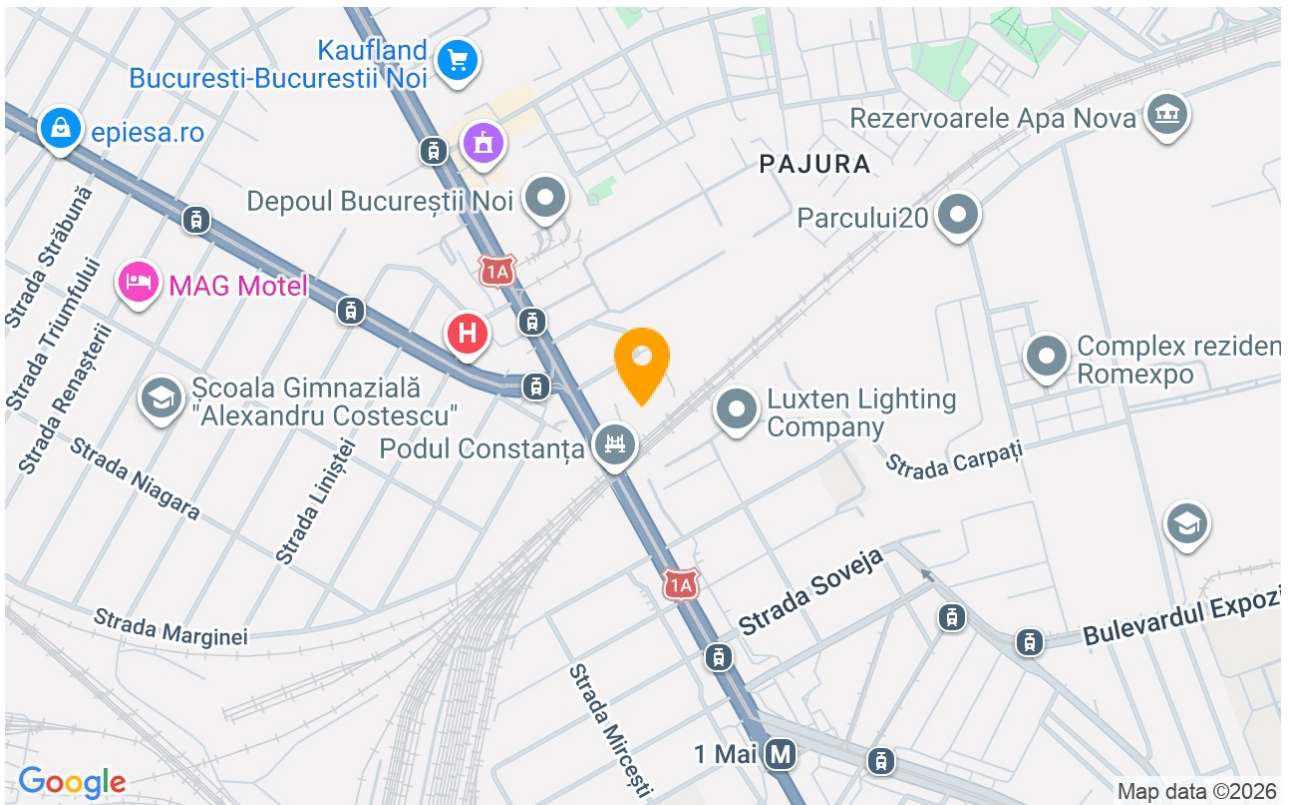 Kaufland
Bucuresti-Bucurestii Noi
epiesa.ro
Rezervoarele Apa Nova
PAJURA
Depoul Bucureștii Noi
Parcului20
Strada Străbună
1A
MAG Motel
Strada Triumfului
H
Complex reziden
Romexpo
Strada Renașterii
Școala Gimnazială
"Alexandru Costescu"
Luxten Lighting
Company
Podul Constanța
Strada Carpați
Strada Niagara
Strada Liniștei
1A
Strada Soveja
Bulevardul Expozi
Strada Marginei
Strada Mircești
1 Mai
M
Google
Map data ©2026